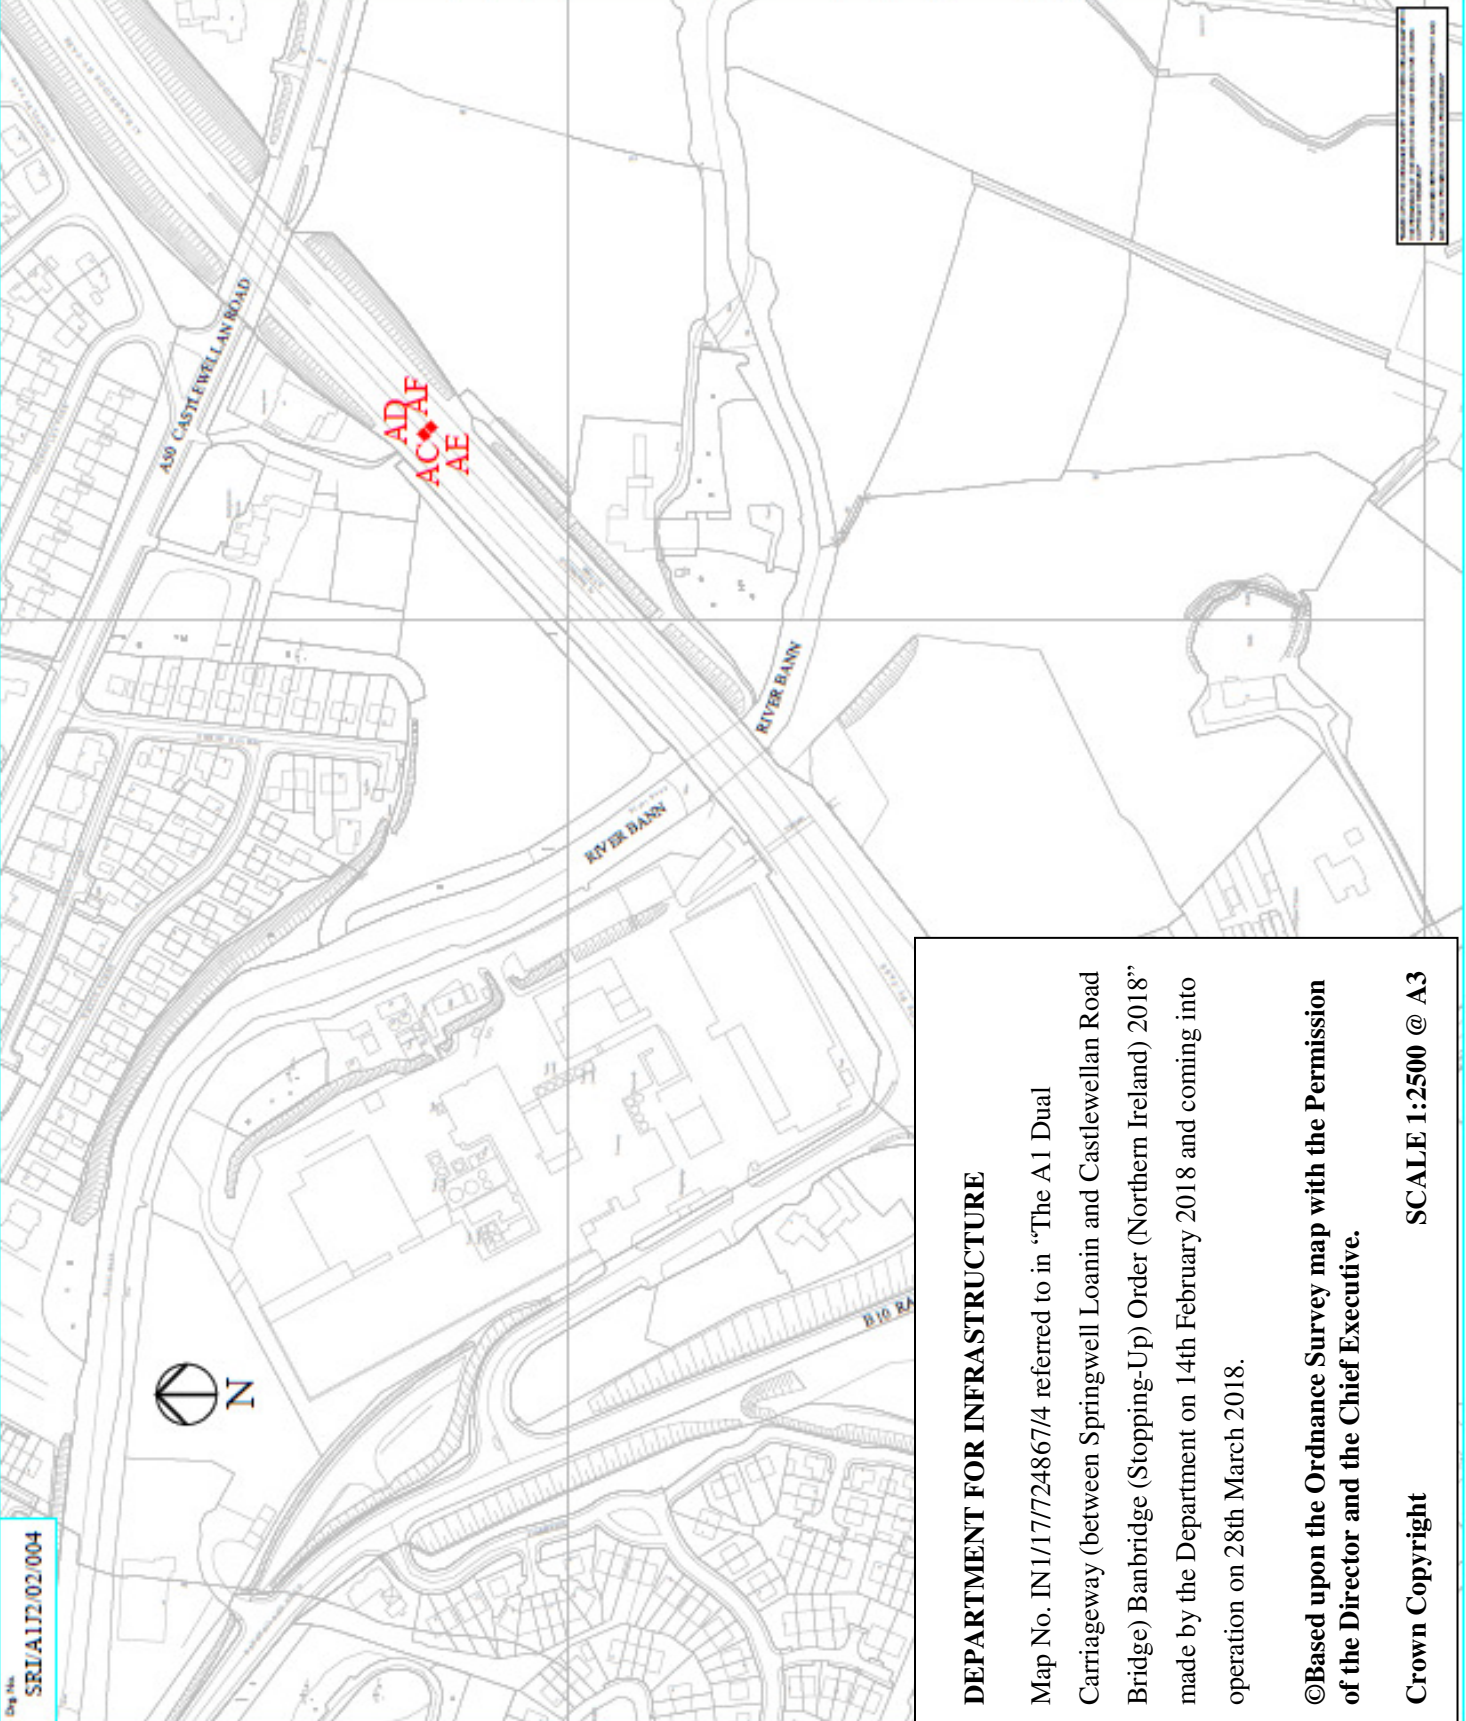 Drg No.
SRI/A1J2/02/004
N
A50 CASTLEWELLAN ROAD
AD
AF
AC
AE
RIVER BANN
RIVER BANN
B10 RA
DEPARTMENT FOR INFRASTRUCTURE
Map No. IN1/17/724867/4 referred to in “The A1 Dual
Carriageway (between Springwell Loanin and Castlewellan Road
Bridge) Banbridge (Stopping-Up) Order (Northern Ireland) 2018”
made by the Department on 14th February 2018 and coming into
operation on 28th March 2018.
©Based upon the Ordnance Survey map with the Permission
of the Director and the Chief Executive.
Crown Copyright SCALE 1:2500 @ A3